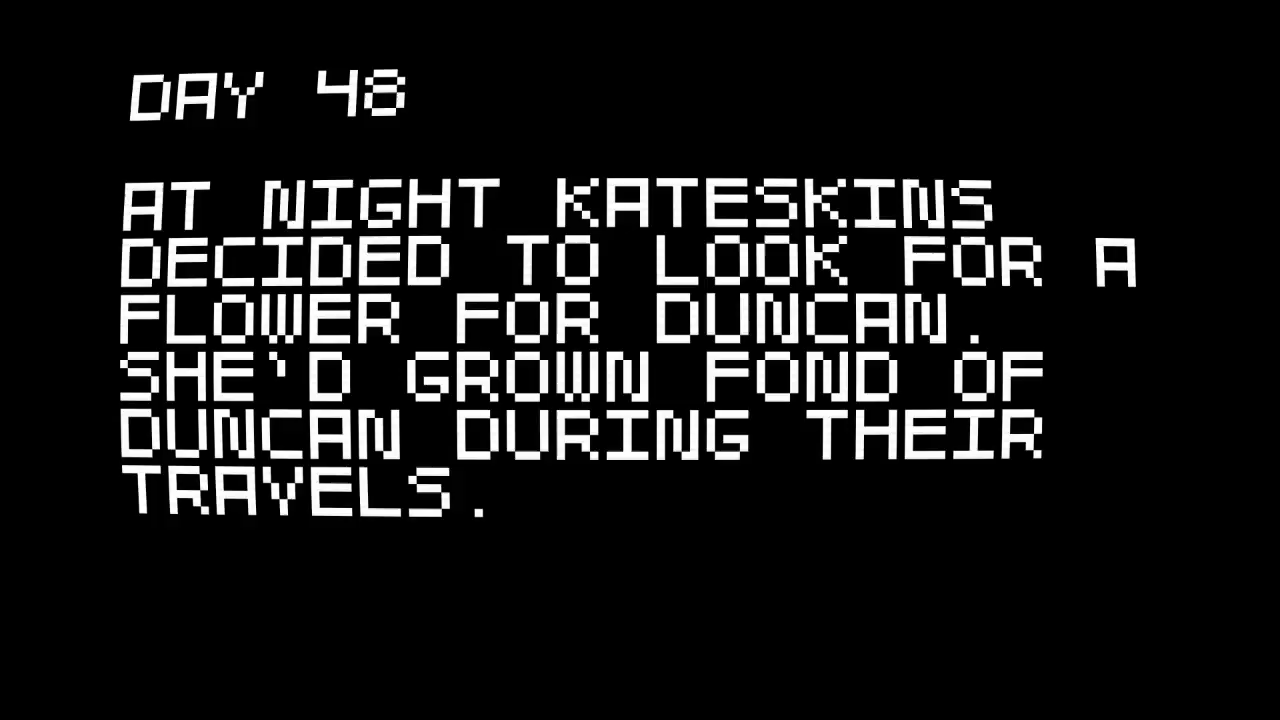 DAY 48
AT NIGHT KATESKINS
DECIDED TO LOOK FOR A
FLOWER FOR DUNCAN.
SHE'D GROWN FOND OF
DUNCAN DURING THEIR
TRAVELS.